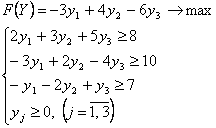 F(Y) = -3y₁ + 4y₂ - 6y₃ → max
{ 2y₁ + 3y₂ + 5y₃ ≥ 8
-3y₁ + 2y₂ - 4y₃ ≥ 10
-y₁ - 2y₂ + y₃ ≥ 7
yⱼ ≥ 0, (j = \overline{1,3})